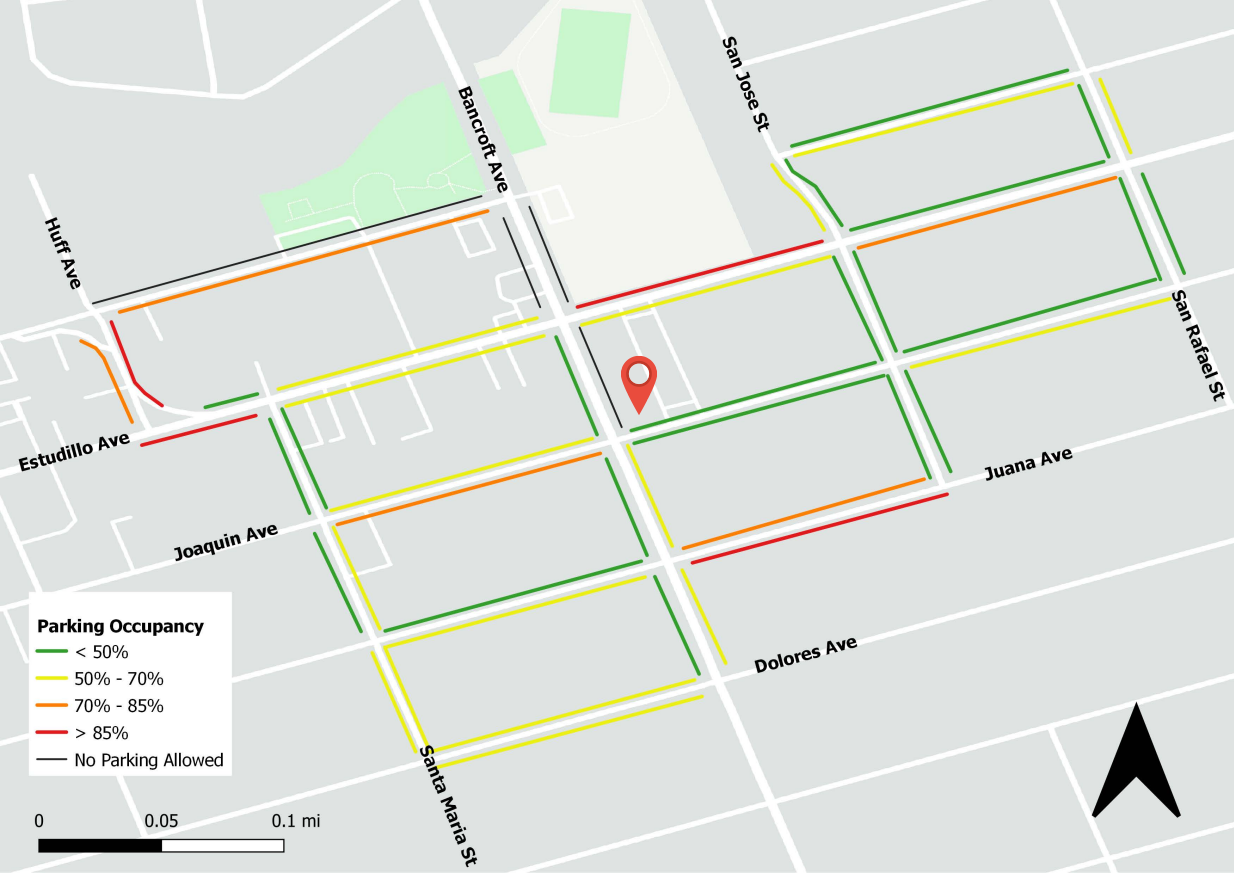 San Jose St
Bancroft Ave
Huff Ave
San Rafael St
Estudillo Ave
Juana Ave
Joaquin Ave
Dolores Ave
Santa Maria St
Parking Occupancy
< 50%
50% - 70%
70% - 85%
> 85%
No Parking Allowed
0 0.05 0.1 mi